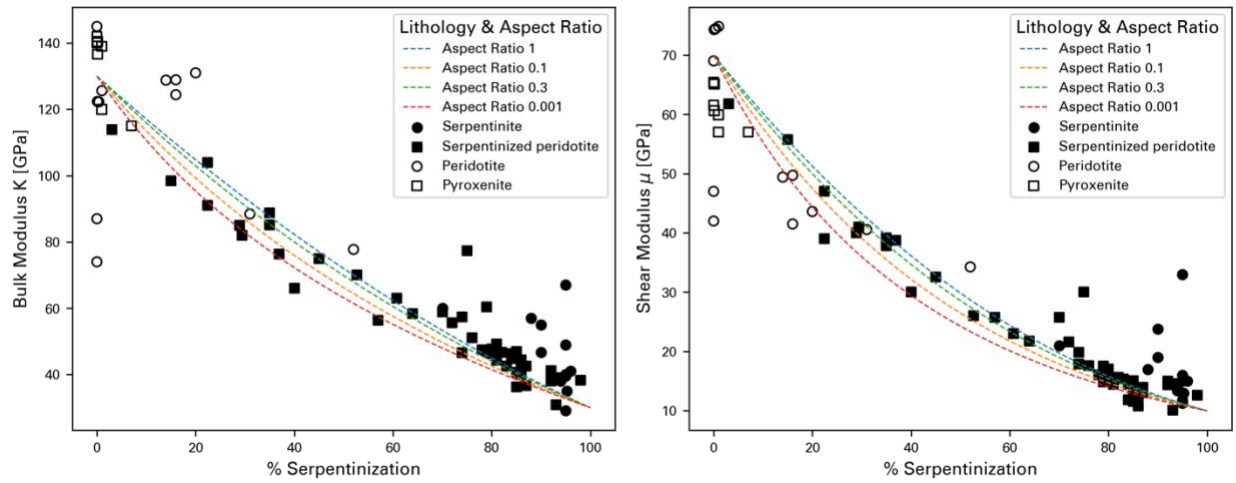 Bulk Modulus K [GPa]
140
120
100
80
60
40
0
20
40
60
80
100
% Serpentinization
Lithology & Aspect Ratio
Aspect Ratio 1
Aspect Ratio 0.1
Aspect Ratio 0.3
Aspect Ratio 0.001
Serpentinite
Serpentinized peridotite
Peridotite
Pyroxenite
Shear Modulus μ [GPa]
70
60
50
40
30
20
10
0
20
40
60
80
100
% Serpentinization
Lithology & Aspect Ratio
Aspect Ratio 1
Aspect Ratio 0.1
Aspect Ratio 0.3
Aspect Ratio 0.001
Serpentinite
Serpentinized peridotite
Peridotite
Pyroxenite